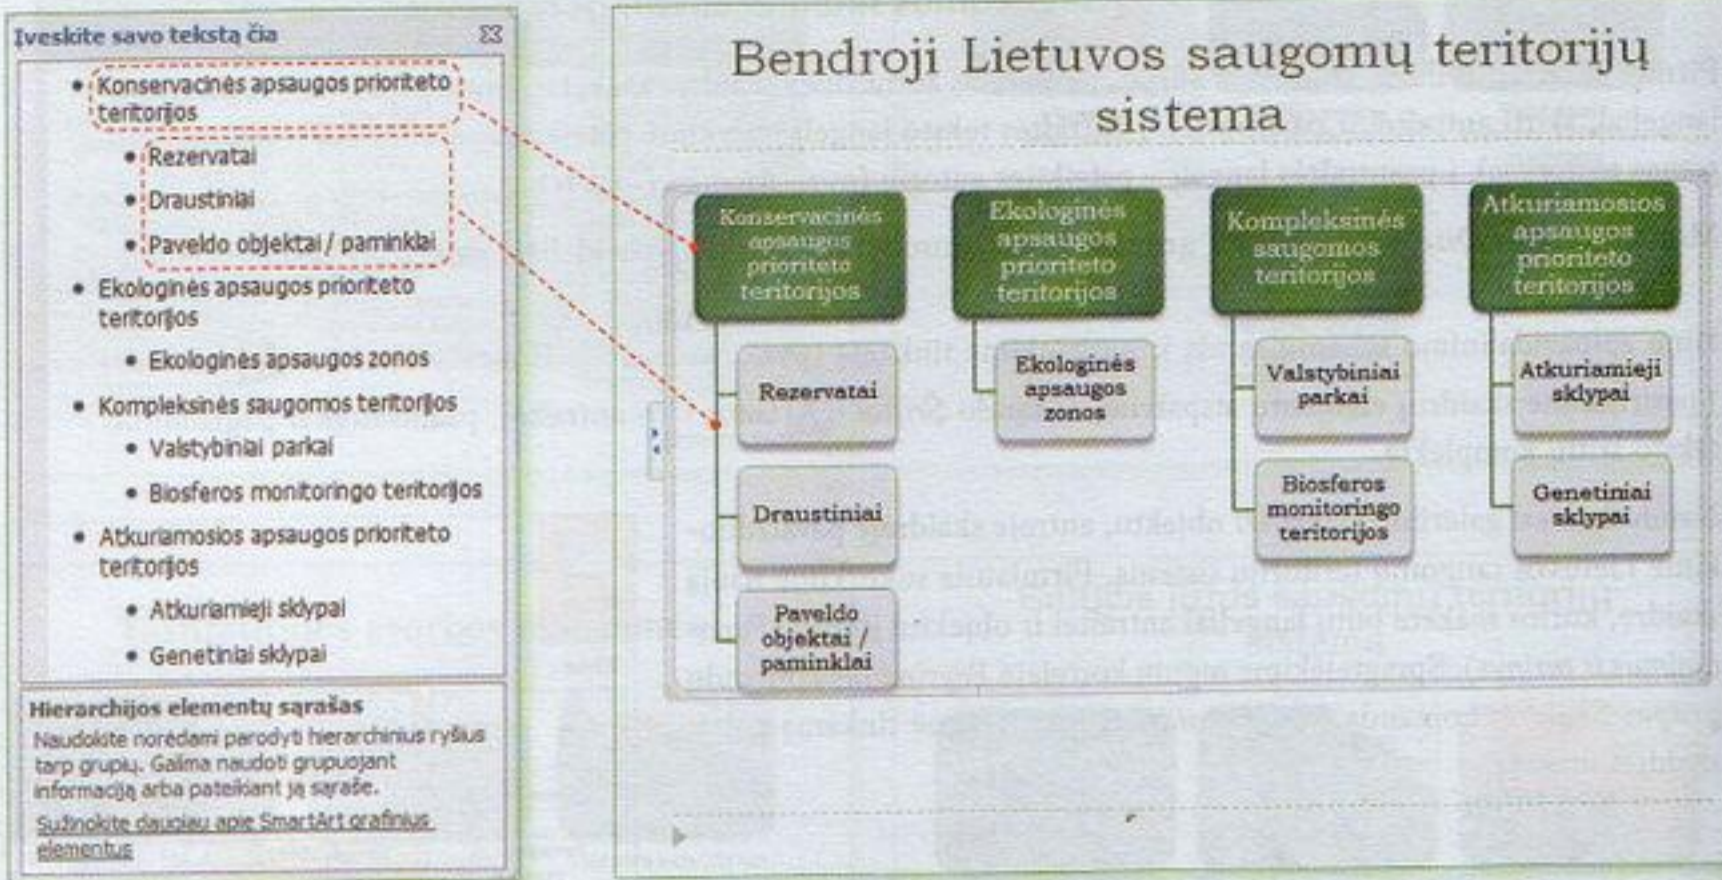 Įveskite savo tekstą čia
Konservacinės apsaugos prioriteto
teritorijos
Rezervatai
Draustiniai
Paveldo objektai / paminklai
Ekologinės apsaugos prioriteto
teritorijos
Ekologinės apsaugos zonos
Kompleksinės saugomos teritorijos
Valstybiniai parkai
Biosferos monitoringo teritorijos
Atkuriamosios apsaugos prioriteto
teritorijos
Atkuriamieji sklypai
Genetiniai sklypai
Hierarchijos elementų sąrašas
Naudokite norėdami parodyti hierarchinius ryšius
tarp grupių. Galima naudoti grupuojant
informaciją arba pateikiant ją sąraše.
Sužinokite daugiau apie SmartArt grafinius
elementus
Bendroji Lietuvos saugomų teritorijų
sistema
Konservacinės
apsaugos
prioriteto
teritorijos
Rezervatai
Draustiniai
Paveldo
objektai /
paminklai
Ekologinės
apsaugos
prioriteto
teritorijos
Ekologinės
apsaugos
zonos
Kompleksinės
saugomos
teritorijos
Valstybiniai
parkai
Biosferos
monitoringo
teritorijos
Atkuriamosios
apsaugos
prioriteto
teritorijos
Atkuriamieji
sklypai
Genetiniai
sklypai